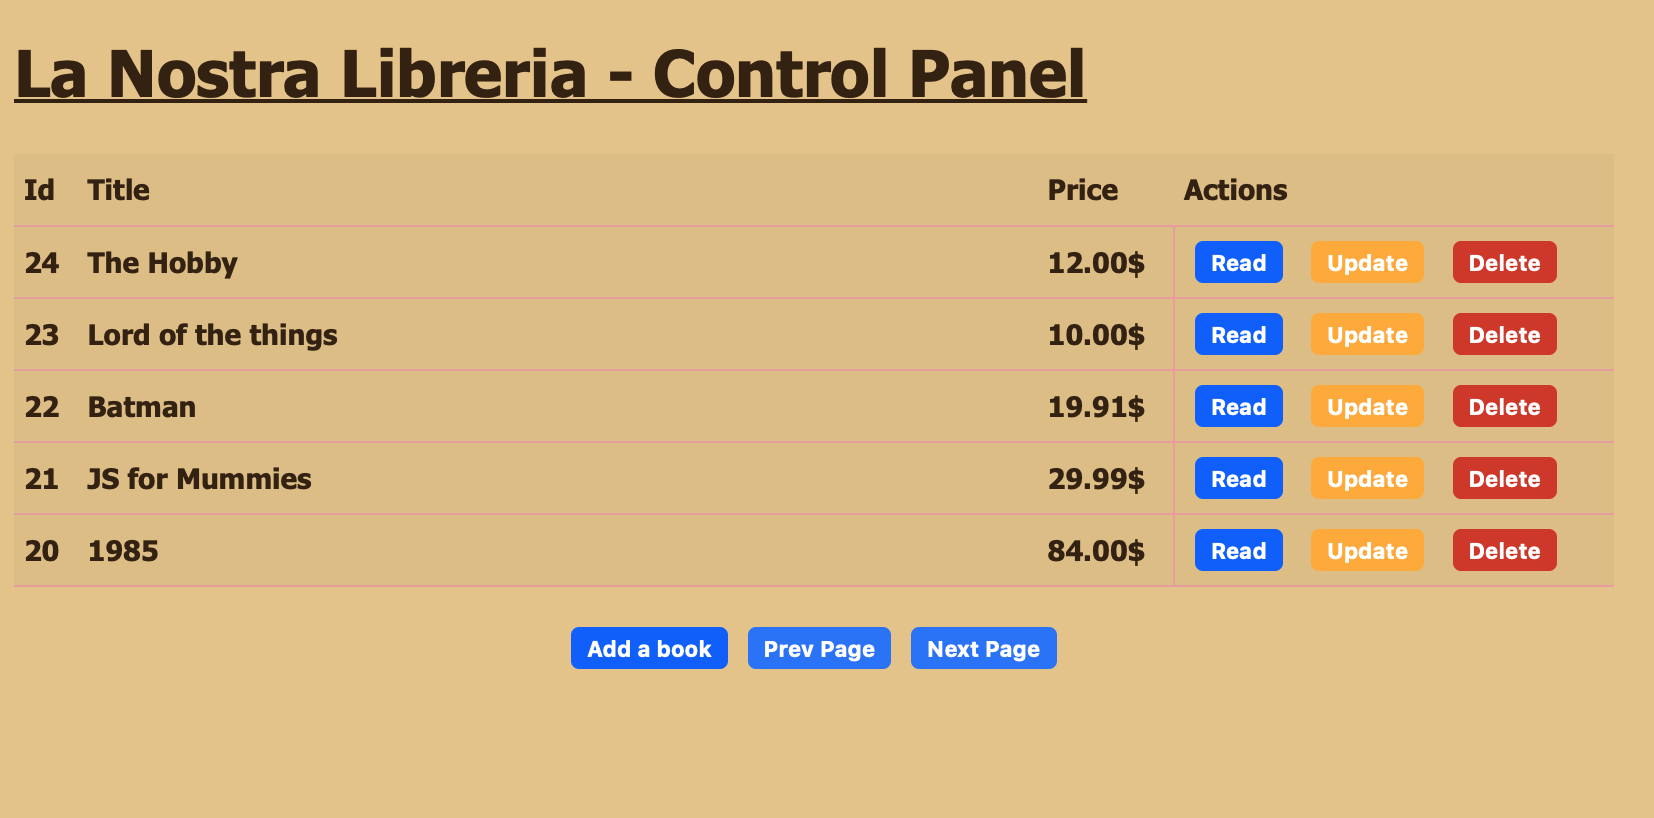 La Nostra Libreria - Control Panel
Id Title Price Actions
24 The Hobby 12.00$ Read Update Delete
23 Lord of the things 10.00$ Read Update Delete
22 Batman 19.91$ Read Update Delete
21 JS for Mummies 29.99$ Read Update Delete
20 1985 84.00$ Read Update Delete
Add a book Prev Page Next Page